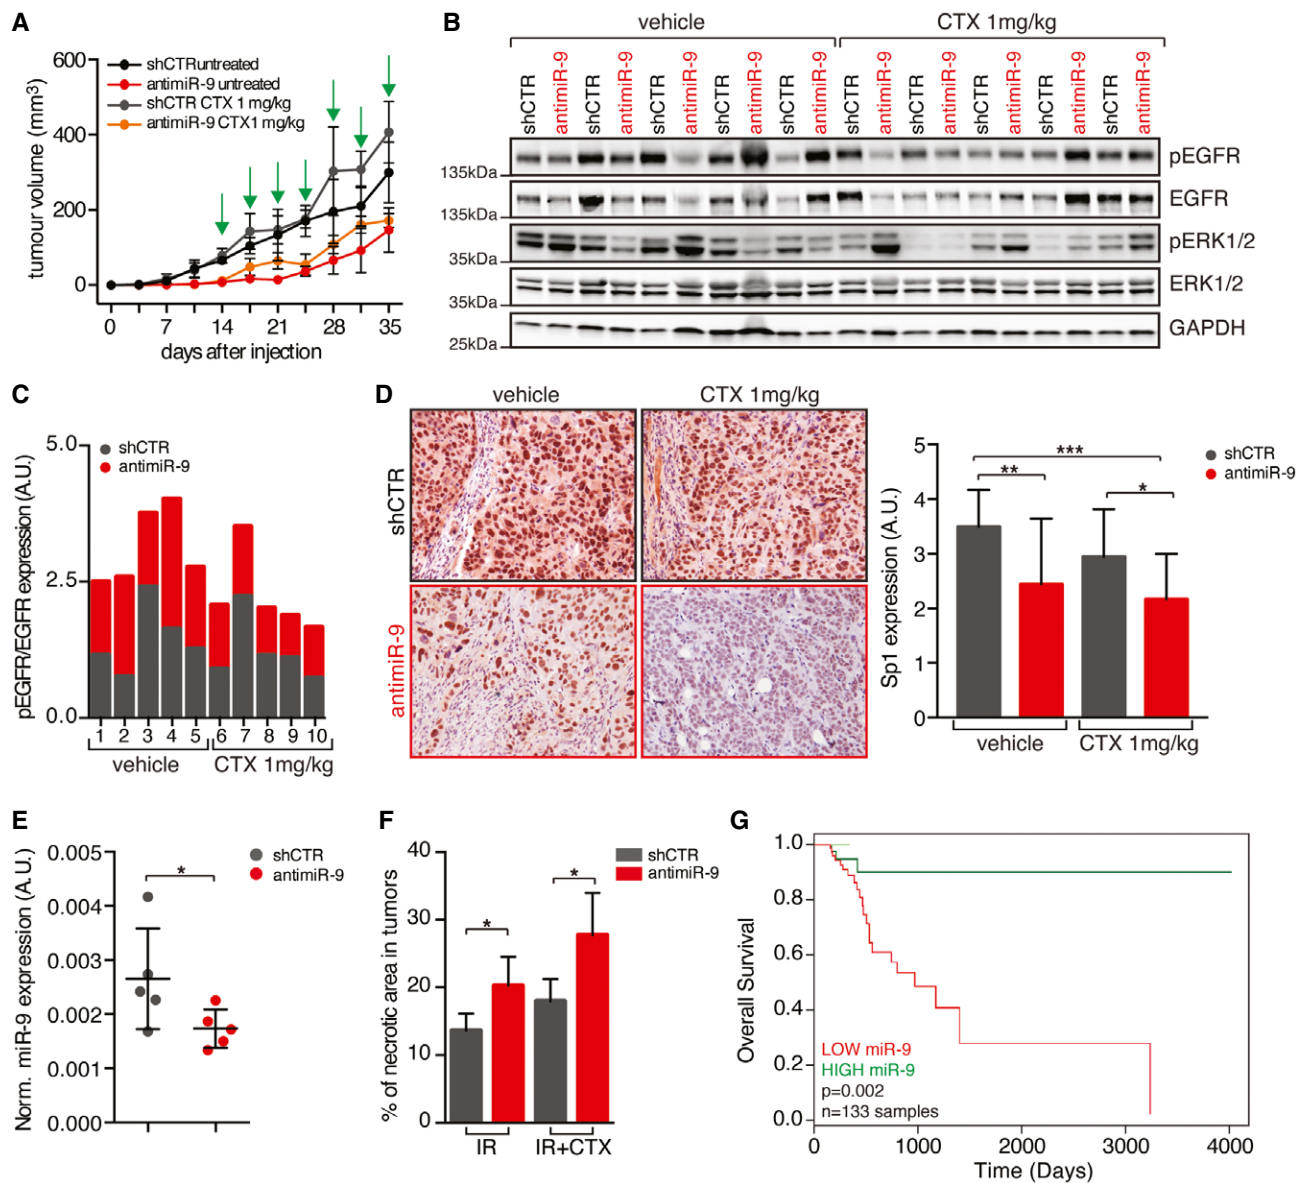 A
600
400
200
0
tumour volume (mm³)
shCTRuntreated
antimiR-9 untreated
shCTR CTX 1 mg/kg
antimiR-9 CTX1 mg/kg
0 7 14 21 28 35
days after injection
B
vehicle CTX 1mg/kg
shCTR antimiR-9 shCTR antimiR-9 shCTR antimiR-9 shCTR antimiR-9 shCTR antimiR-9 shCTR antimiR-9 shCTR antimiR-9 shCTR antimiR-9 shCTR antimiR-9 shCTR antimiR-9
135kDa pEGFR
135kDa EGFR
35kDa pERK1/2
35kDa ERK1/2
25kDa GAPDH
C
pEGFR/EGFR expression (A.U.)
5.0
2.5
0.0
shCTR
antimiR-9
1 2 3 4 5 6 7 8 9 10
vehicle CTX 1mg/kg
D
vehicle CTX 1mg/kg
shCTR
antimiR-9
Sp1 expression (A.U.)
5
4
3
2
1
0
***
**
*
shCTR
antimiR-9
vehicle CTX 1mg/kg
E
Norm. miR-9 expression (A.U.)
0.005
0.004
0.003
0.002
0.001
0.000
*
shCTR
antimiR-9
F
% of necrotic area in tumors
40
30
20
10
0
*
*
shCTR
antimiR-9
IR IR+CTX
G
Overall Survival
1.0
0.8
0.6
0.4
0.2
0.0
LOW miR-9
HIGH miR-9
p=0.002
n=133 samples
0 1000 2000 3000 4000
Time (Days)